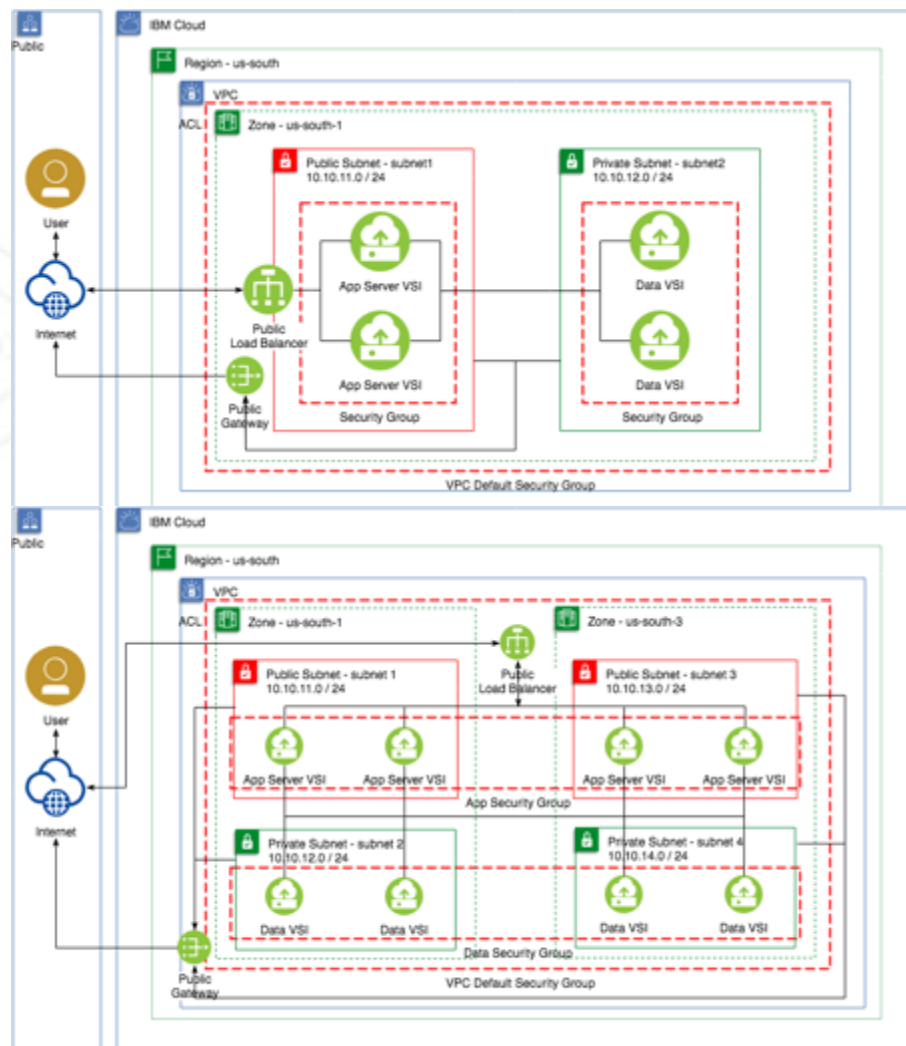 Public
IBM Cloud
Region - us-south
VPC
ACL
Zone - us-south-1
Public Subnet - subnet1
10.10.11.0 / 24
Private Subnet - subnet2
10.10.12.0 / 24
User
App Server VSI
Data VSI
Internet
Public
Load Balancer
App Server VSI
Data VSI
Public
Gateway
Security Group
Security Group
VPC Default Security Group
Public
IBM Cloud
Region - us-south
VPC
ACL
Zone - us-south-1
Zone - us-south-3
Public Subnet - subnet 1
10.10.11.0 / 24
Public
Load Balancer
Public Subnet - subnet 3
10.10.13.0 / 24
User
App Server VSI
App Server VSI
App Server VSI
App Server VSI
App Security Group
Internet
Private Subnet - subnet 2
10.10.12.0 / 24
Private Subnet - subnet 4
10.10.14.0 / 24
Data VSI
Data VSI
Data VSI
Data VSI
Data Security Group
Public
Gateway
VPC Default Security Group